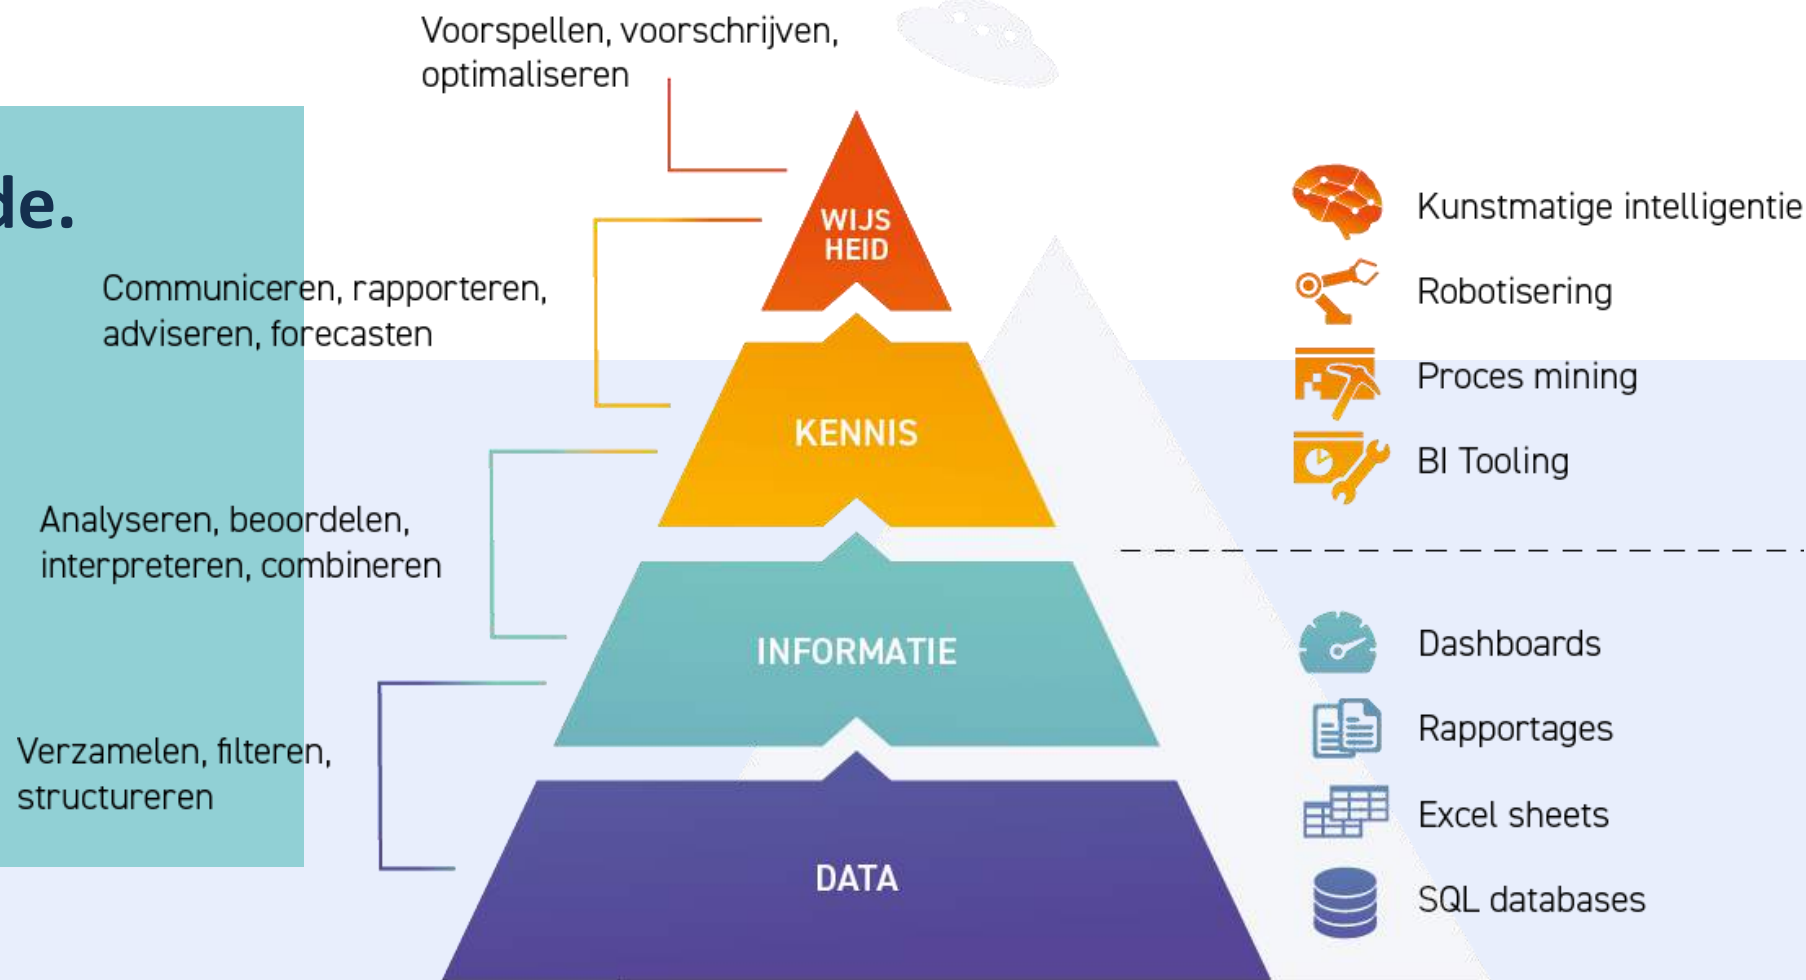 Voorspellen, voorschrijven,
optimaliseren
de.
Communiceren, rapporteren,
adviseren, forecasten
Analyseren, beoordelen,
interpreteren, combineren
Verzamelen, filteren,
structureren
WIJS
HEID
KENNIS
INFORMATIE
DATA
Kunstmatige intelligentie
Robotisering
Proces mining
BI Tooling
Dashboards
Rapportages
Excel sheets
SQL databases